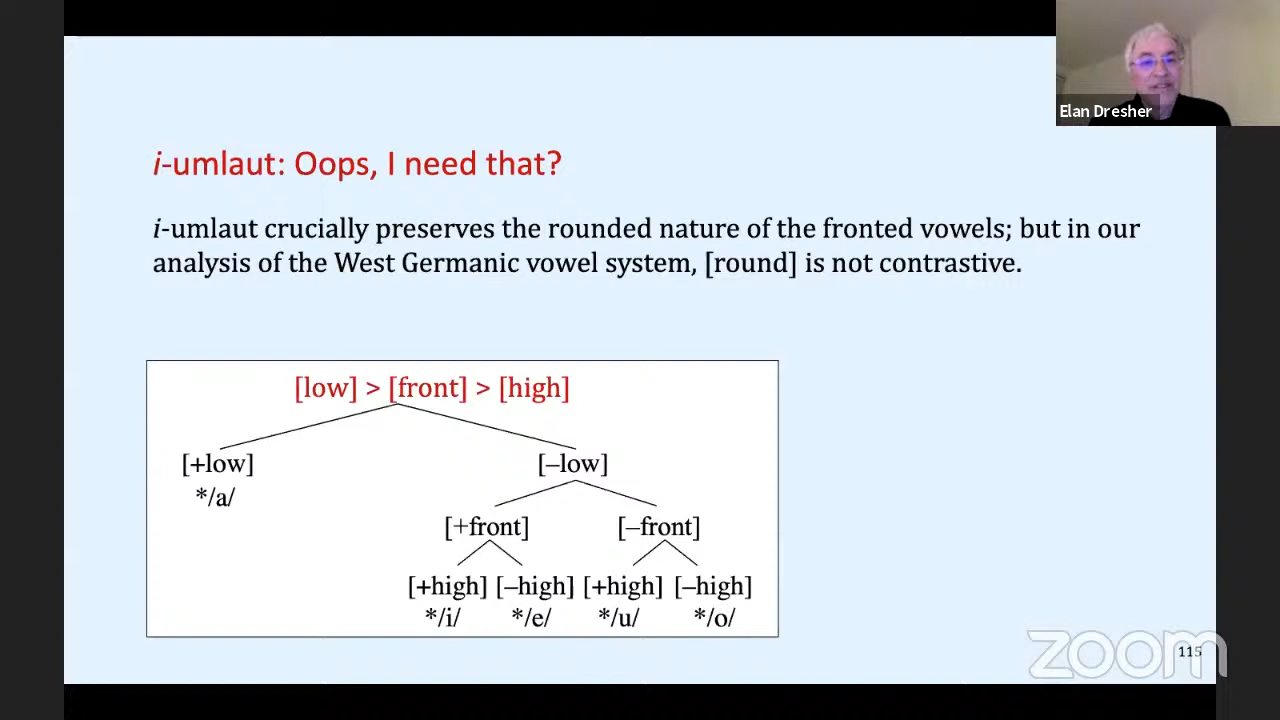 Elan Dresher
i-umlaut: Oops, I need that?
i-umlaut crucially preserves the rounded nature of the fronted vowels; but in our
analysis of the West Germanic vowel system, [round] is not contrastive.
[low] > [front] > [high]
[+low] [–low]
*/a/
[+front] [–front]
[+high] [–high] [+high] [–high]
*/i/ */e/ */u/ */o/
zoom
115